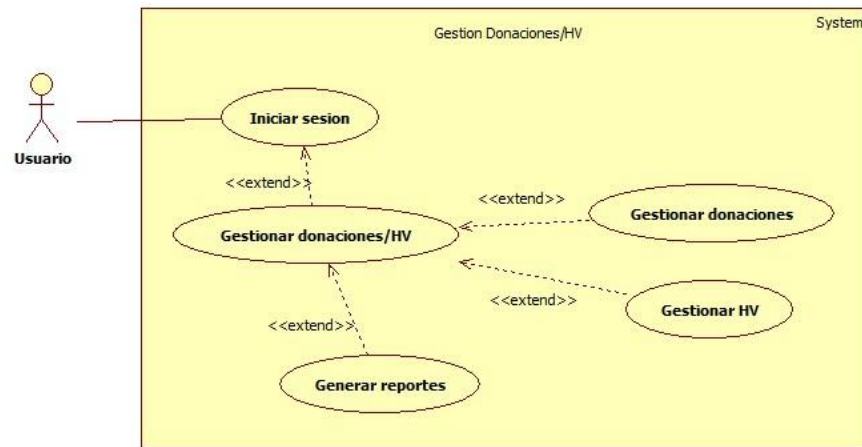 System
Gestion Donaciones/HV
Iniciar sesion
Usuario
<<extend>>
<<extend>>
Gestionar donaciones
Gestionar donaciones/HV
<<extend>>
Gestionar HV
<<extend>>
Generar reportes